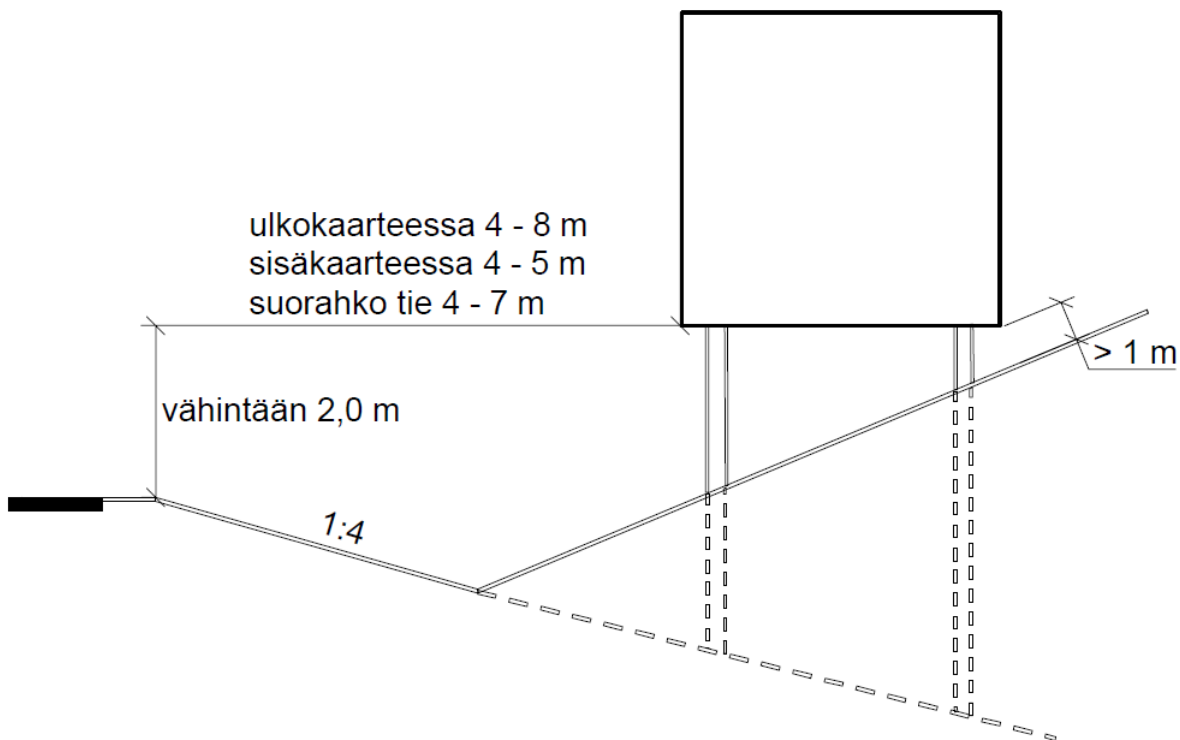 ulkokaarteessa 4 - 8 m
sisäkaarteessa 4 - 5 m
suorahko tie 4 - 7 m
> 1 m
vähintään 2,0 m
1:4